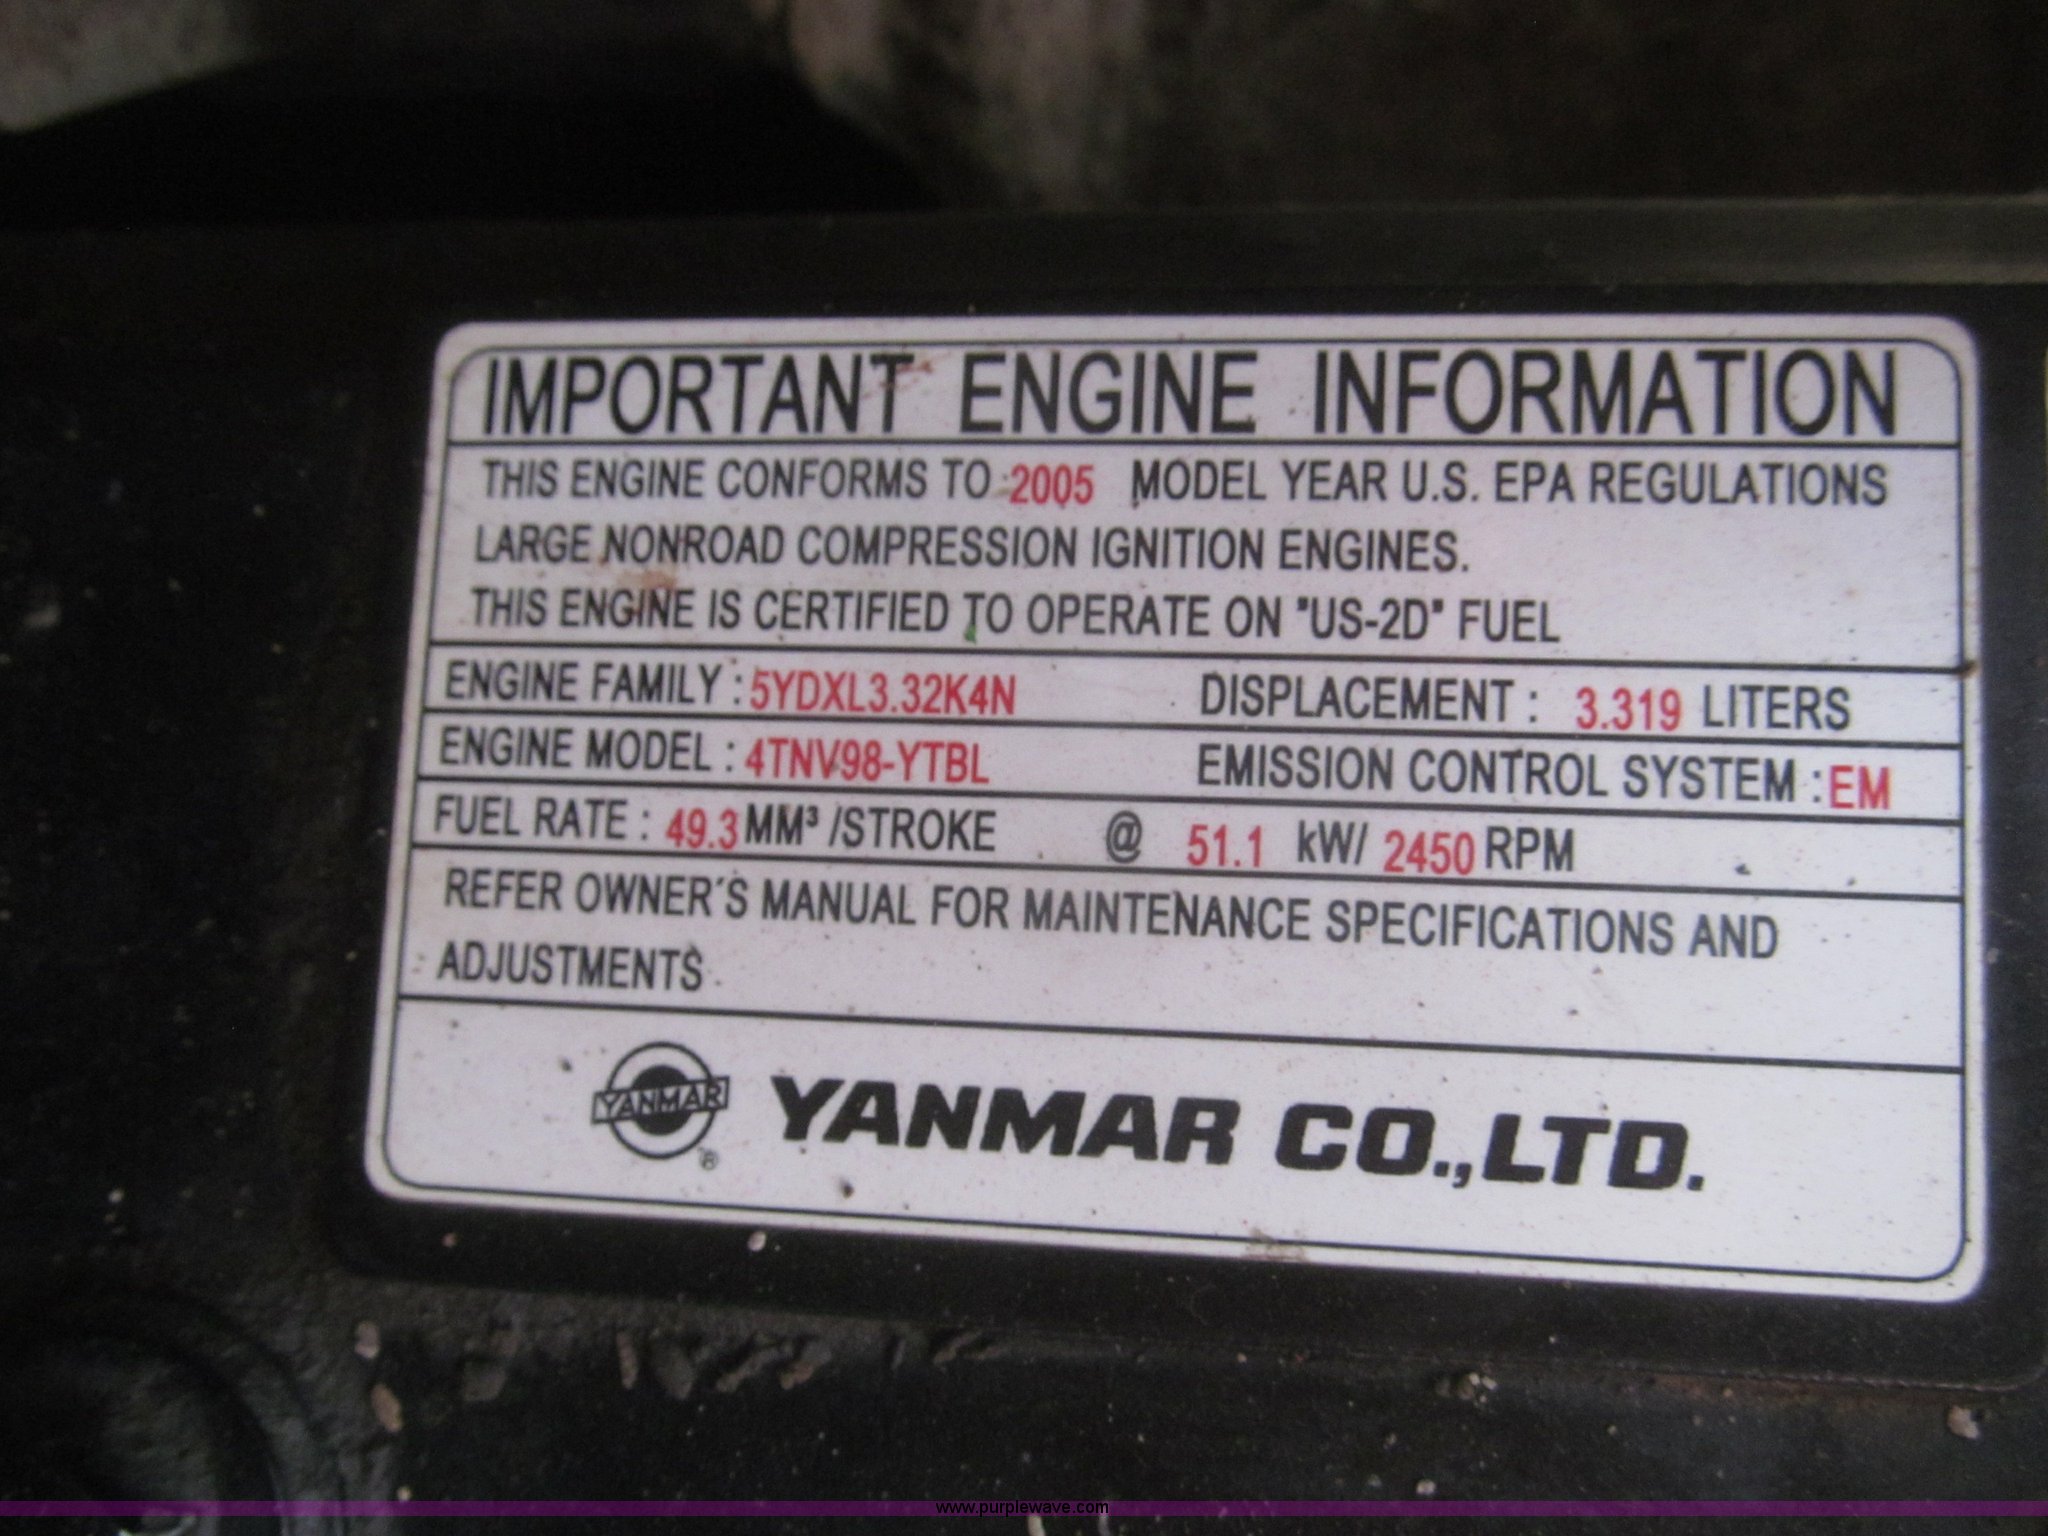 IMPORTANT ENGINE INFORMATION
THIS ENGINE CONFORMS TO 2005 MODEL YEAR U.S. EPA REGULATIONS
LARGE NONROAD COMPRESSION IGNITION ENGINES.
THIS ENGINE IS CERTIFIED TO OPERATE ON "US-2D" FUEL
ENGINE FAMILY : 5YDXL3.32K4N DISPLACEMENT : 3.319 LITERS
ENGINE MODEL : 4TNV98-YTBL EMISSION CONTROL SYSTEM : EM
FUEL RATE : 49.3 MM³ /STROKE @ 51.1 kW/ 2450 RPM
REFER OWNER'S MANUAL FOR MAINTENANCE SPECIFICATIONS AND
ADJUSTMENTS
YANMAR ® YANMAR CO.,LTD.
www.purplewave.com